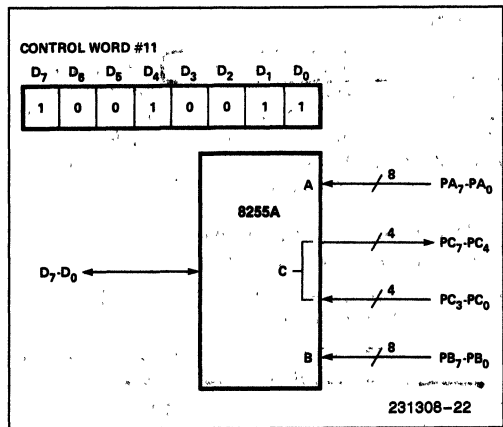 CONTROL WORD #11
D₇ D₆ D₅ D₄ D₃ D₂ D₁ D₀
1 0 0 1 0 0 1 1
A 8 PA₇-PA₀
8255A
4 PC₇-PC₄
D₇-D₀ C
4 PC₃-PC₀
B 8 PB₇-PB₀
231308-22